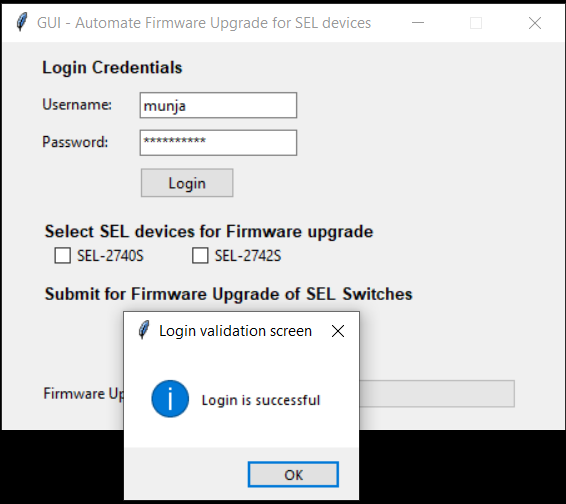 GUI - Automate Firmware Upgrade for SEL devices
Login Credentials
Username: munja
Password: **********
Login
Select SEL devices for Firmware upgrade
SEL-2740S SEL-2742S
Submit for Firmware Upgrade of SEL Switches
Login validation screen
Firmware Up
i Login is successful
OK